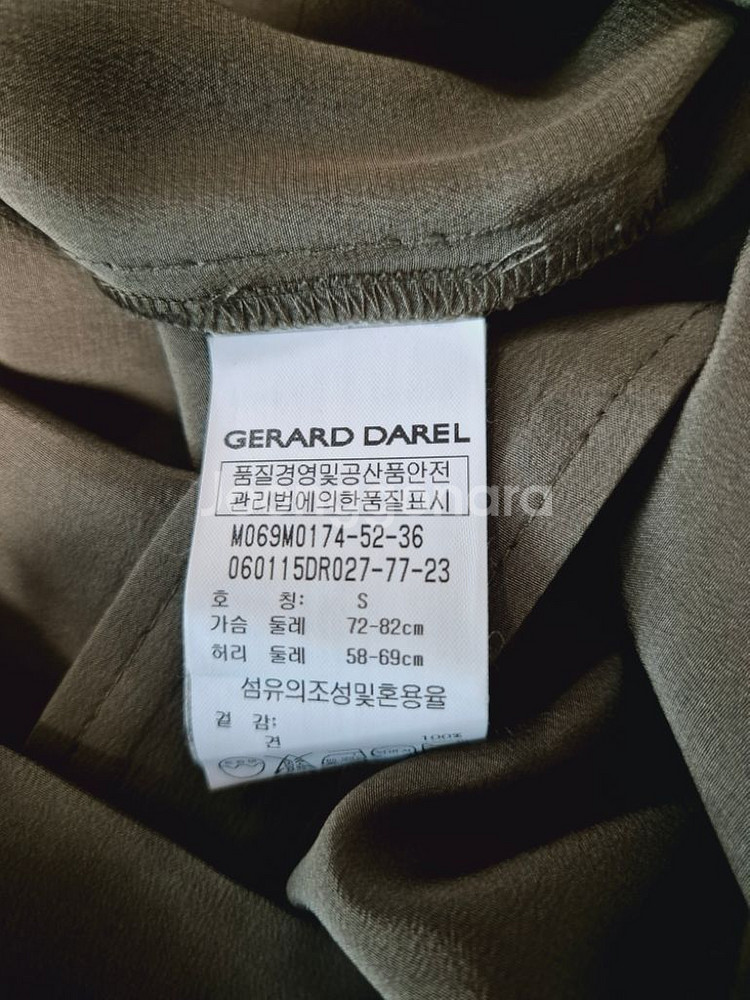 GERARD DAREL
품질경영및공산품안전
관리법에의한품질표시
M069M0174-52-36
060115DR027-77-23
호 칭: S
가슴 둘레 72-82cm
허리 둘레 58-69cm
섬유의조성및혼용율
겉 감:
견 100%